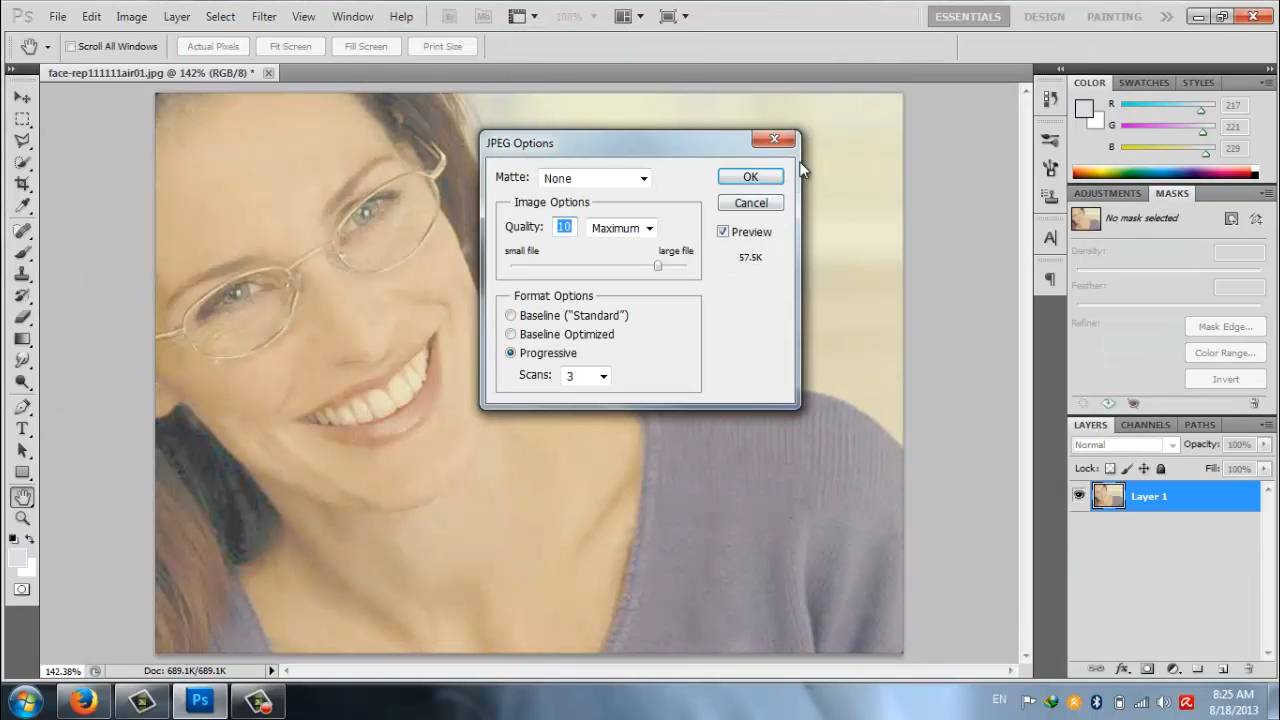 Ps File Edit Image Layer Select Filter View Window Help Br Mb 100% ESSENTIALS DESIGN PAINTING
Scroll All Windows Actual Pixels Fit Screen Fill Screen Print Size
face-rep111111air01.jpg @ 142% (RGB/8) *
JPEG Options
Matte: None OK
Image Options Cancel
Quality: 10 Maximum Preview
small file large file 57.5K
Format Options
Baseline ("Standard")
Baseline Optimized
Progressive
Scans: 3
COLOR SWATCHES STYLES
R 217
G 221
B 229
ADJUSTMENTS MASKS
No mask selected
Density:
Feather:
Refine: Mask Edge...
Color Range...
Invert
LAYERS CHANNELS PATHS
Normal Opacity: 100%
Lock: Fill: 100%
Layer 1
142.38% Doc: 689.1K/689.1K
Ps EN 8:25 AM
8/18/2013